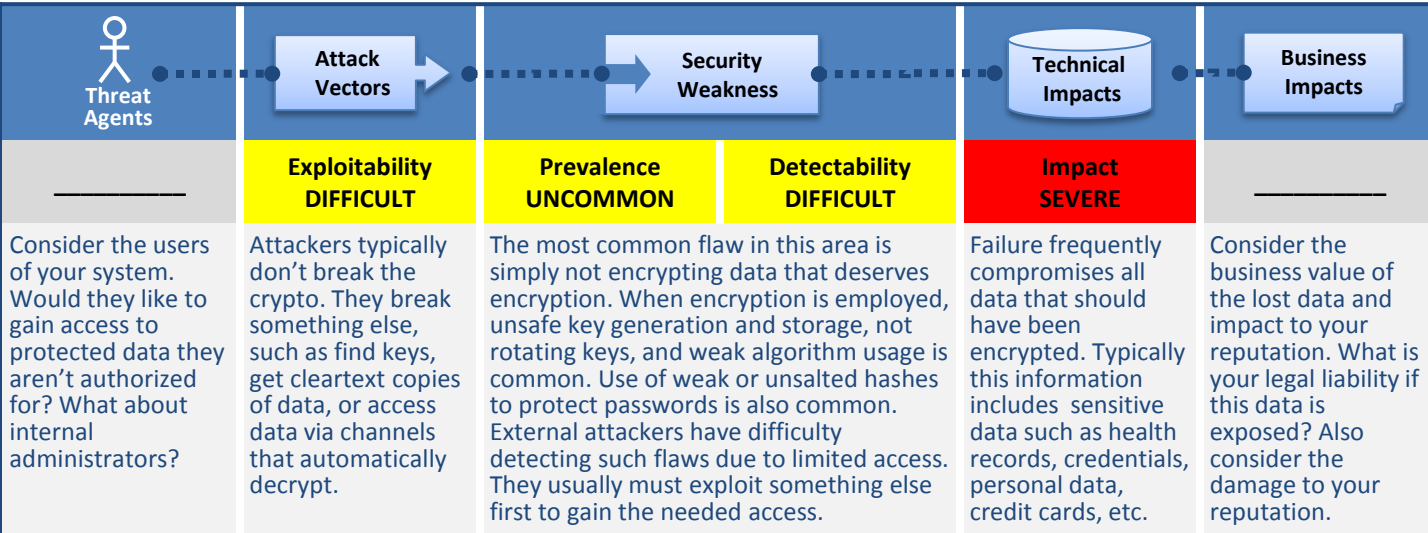 Threat
Agents
Attack
Vectors
Security
Weakness
Technical
Impacts
Business
Impacts
__________
Exploitability
DIFFICULT
Prevalence
UNCOMMON
Detectability
DIFFICULT
Impact
SEVERE
__________
Consider the users
of your system.
Would they like to
gain access to
protected data they
aren’t authorized
for? What about
internal
administrators?
Attackers typically
don’t break the
crypto. They break
something else,
such as find keys,
get cleartext copies
of data, or access
data via channels
that automatically
decrypt.
The most common flaw in this area is
simply not encrypting data that deserves
encryption. When encryption is employed,
unsafe key generation and storage, not
rotating keys, and weak algorithm usage is
common. Use of weak or unsalted hashes
to protect passwords is also common.
External attackers have difficulty
detecting such flaws due to limited access.
They usually must exploit something else
first to gain the needed access.
Failure frequently
compromises all
data that should
have been
encrypted. Typically
this information
includes  sensitive
data such as health
records, credentials,
personal data,
credit cards, etc.
Consider the
business value of
the lost data and
impact to your
reputation. What is
your legal liability if
this data is
exposed? Also
consider the
damage to your
reputation.